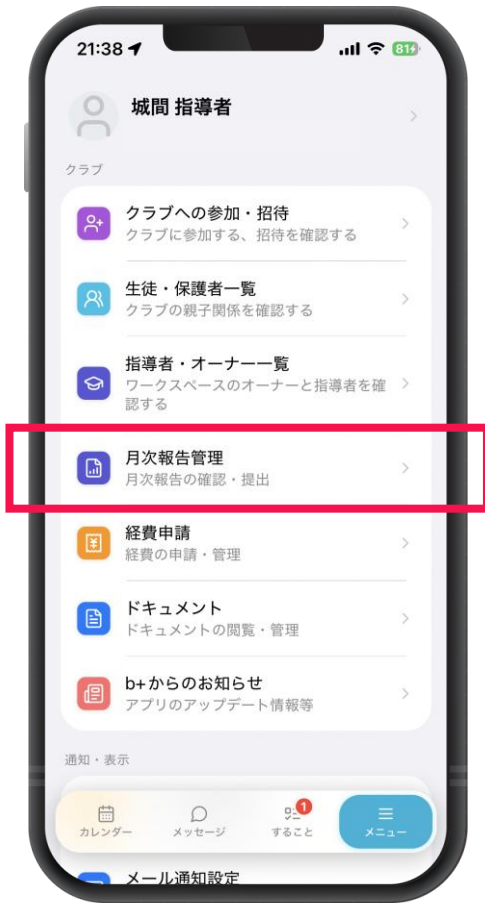 21:38
81
城間 指導者
クラブ
クラブへの参加・招待
クラブに参加する、招待を確認する
生徒・保護者一覧
クラブの親子関係を確認する
指導者・オーナー一覧
ワークスペースのオーナーと指導者を確
認する
月次報告管理
月次報告の確認・提出
経費申請
経費の申請・管理
ドキュメント
ドキュメントの閲覧・管理
b+からのお知らせ
アプリのアップデート情報等
通知・表示
1
カレンダー
メッセージ
すること
メニュー
メール通知設定